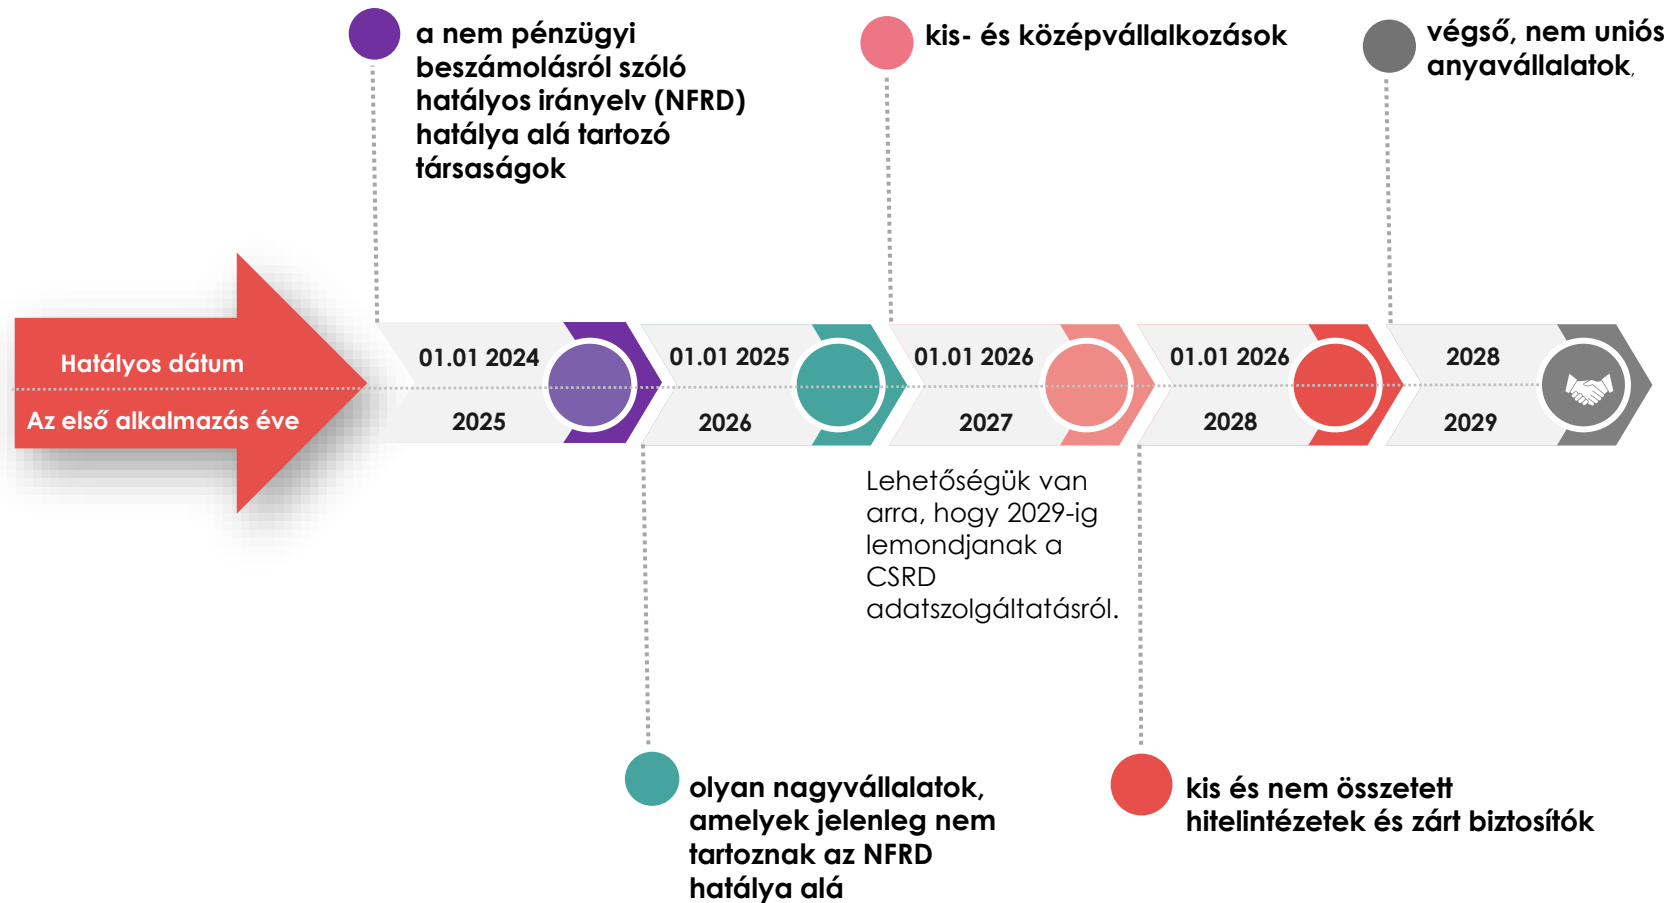 a nem pénzügyi
beszámolásról szóló
hatályos irányelv (NFRD)
hatálya alá tartozó
társaságok
kis- és középvállalkozások
végső, nem uniós
anyavállalatok,
Hatályos dátum
Az első alkalmazás éve
01.01 2024
2025
01.01 2025
2026
01.01 2026
2027
01.01 2026
2028
2028
2029
Lehetőségük van
arra, hogy 2029-ig
lemondjanak a
CSRD
adatszolgáltatásról.
olyan nagyvállalatok,
amelyek jelenleg nem
tartoznak az NFRD
hatálya alá
kis és nem összetett
hitelintézetek és zárt biztosítók